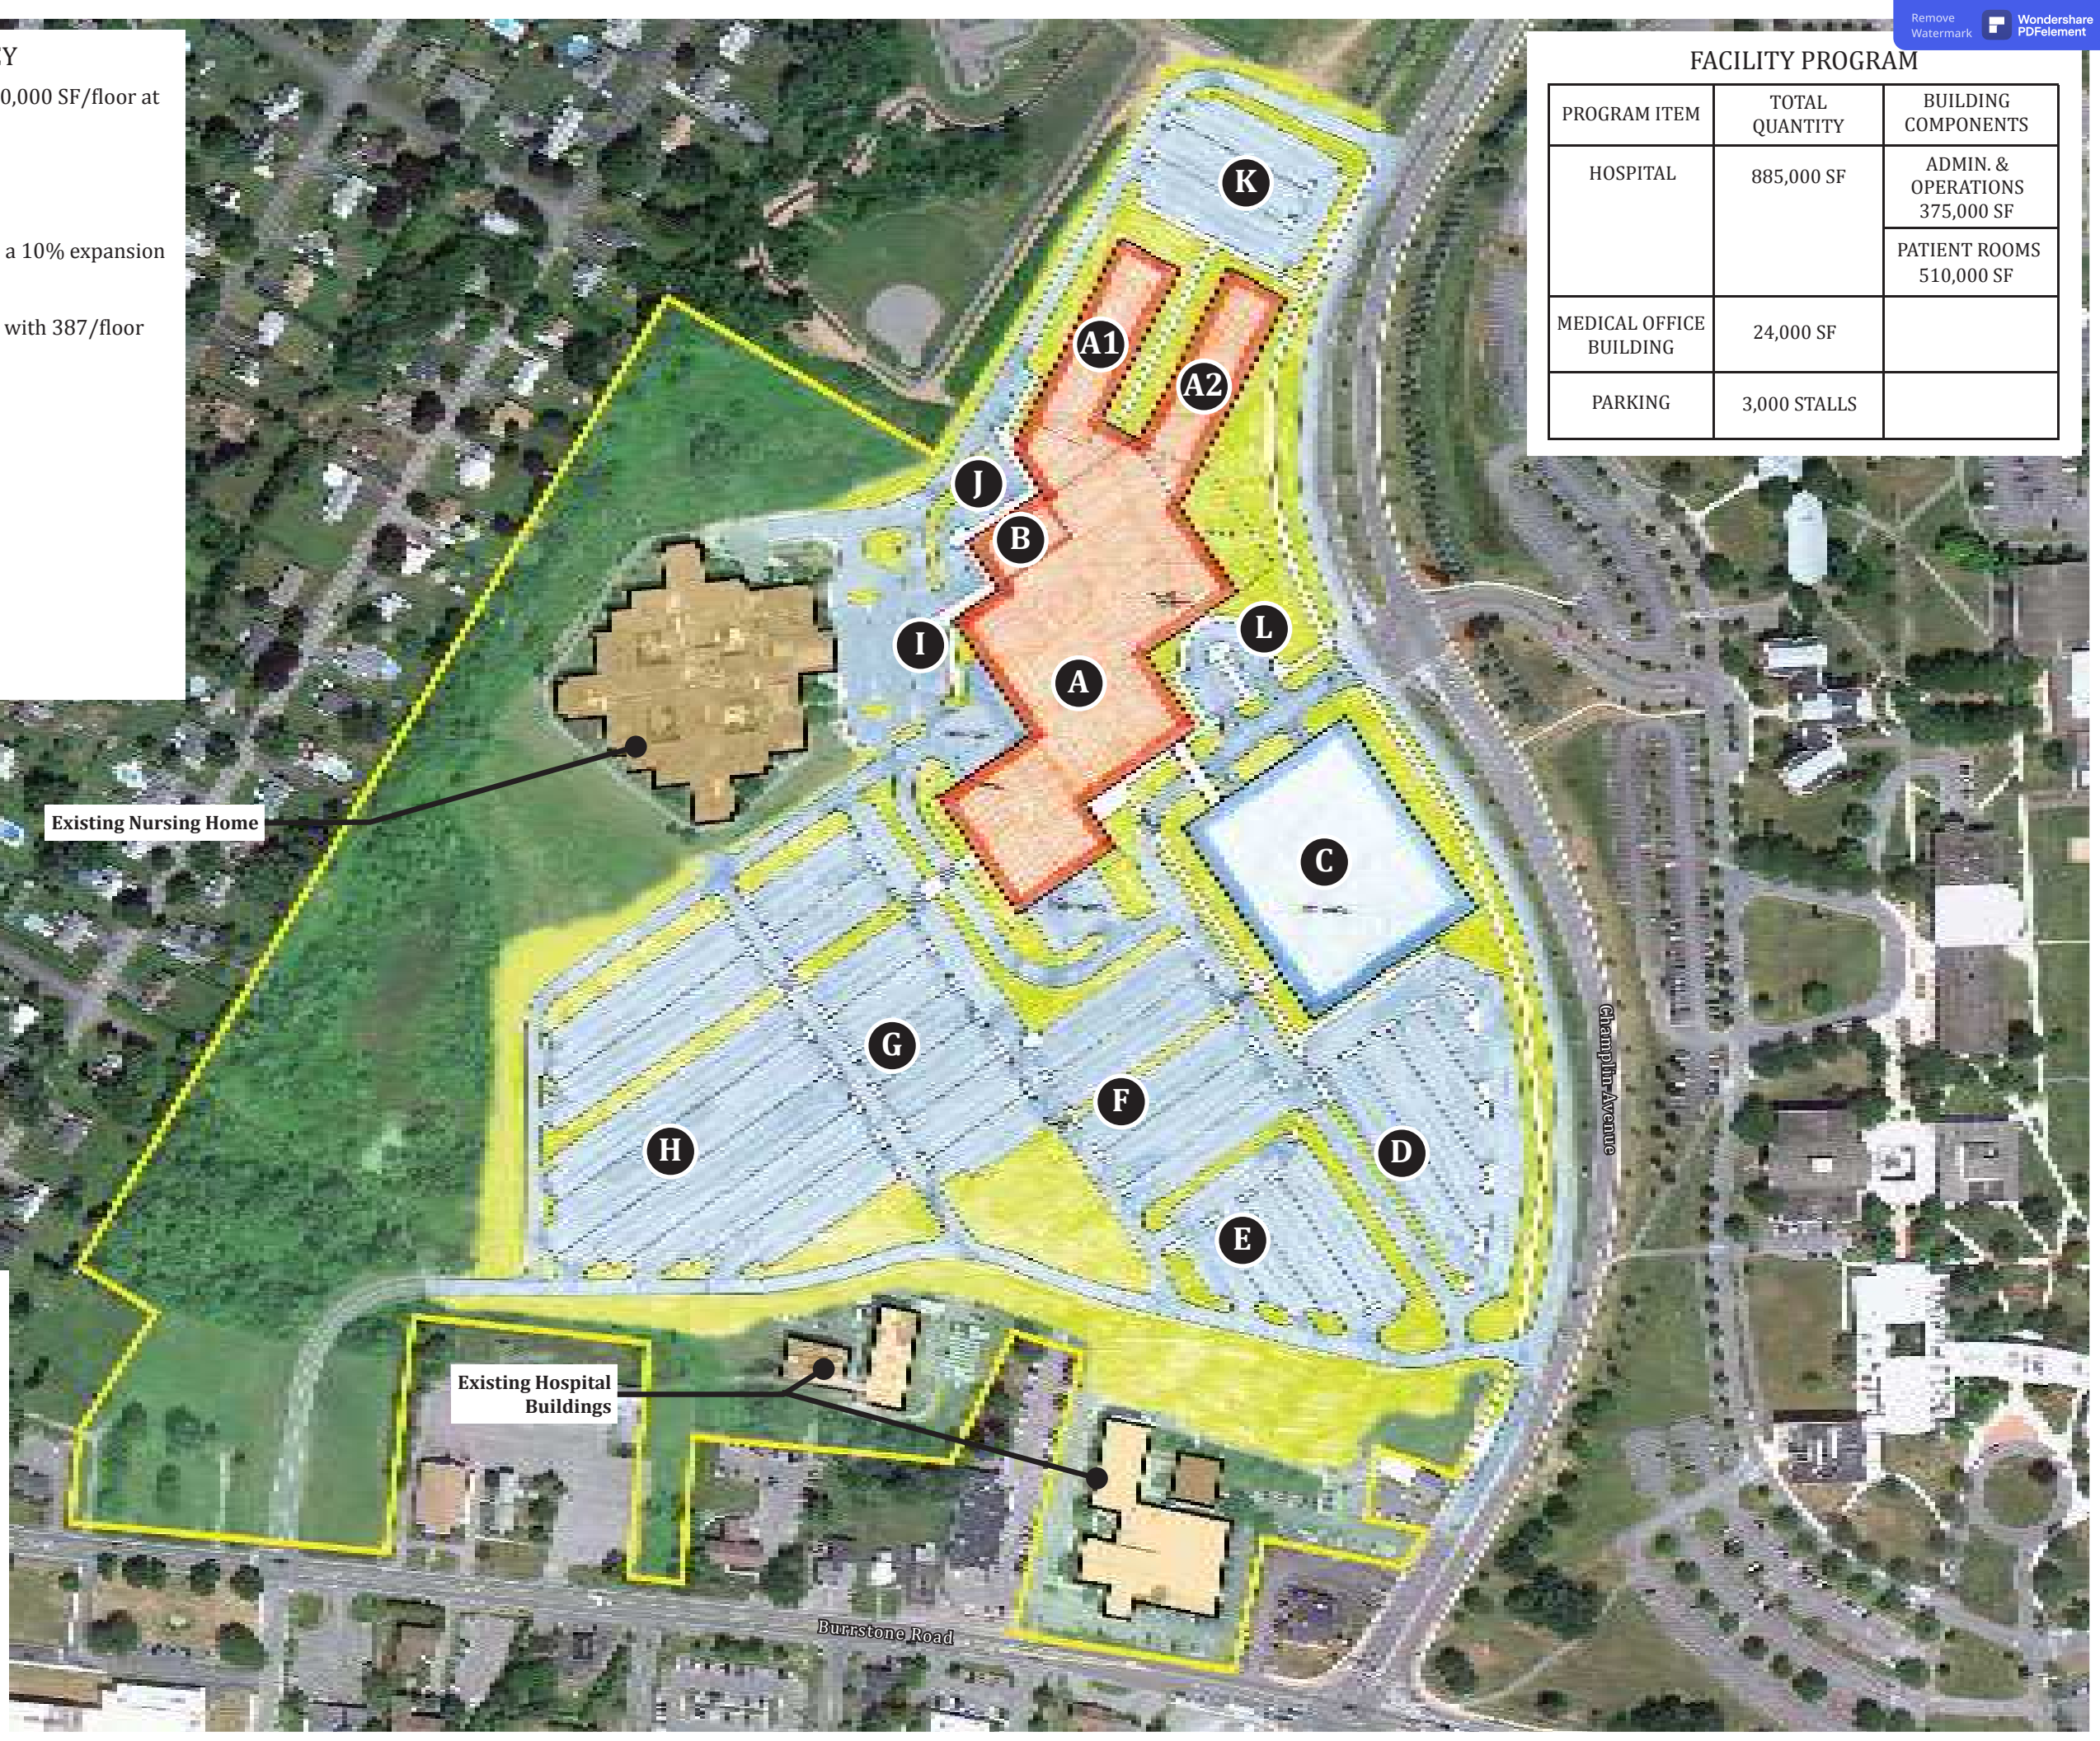 Remove
Watermark
Wondershare
PDFelement
EY
0,000 SF/floor at
a 10% expansion
with 387/floor
FACILITY PROGRAM
PROGRAM ITEM
TOTAL
QUANTITY
BUILDING
COMPONENTS
HOSPITAL
885,000 SF
ADMIN. &
OPERATIONS
375,000 SF
PATIENT ROOMS
510,000 SF
MEDICAL OFFICE
BUILDING
24,000 SF
PARKING
3,000 STALLS
K
A1
A2
J
B
I
L
A
Existing Nursing Home
C
G
F
H
D
E
Champlin Avenue
Existing Hospital
Buildings
Burrstone Road